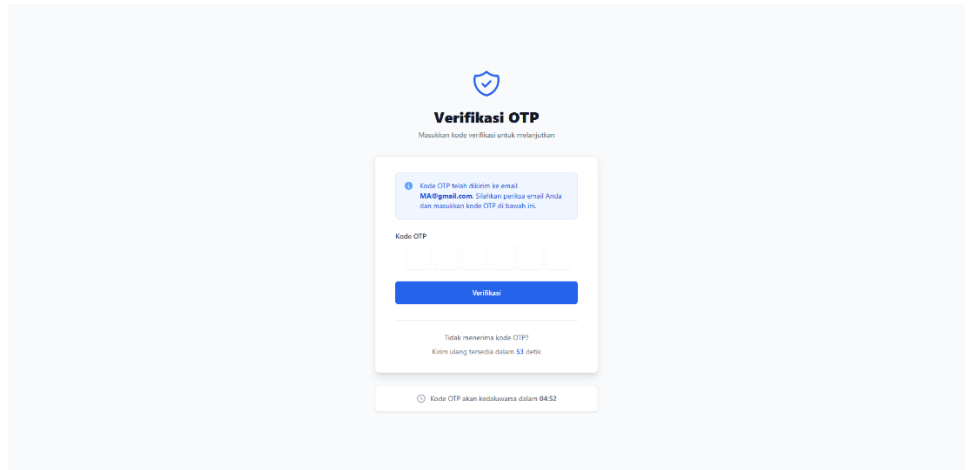 Verifikasi OTP
Masukkan kode verifikasi untuk melanjutkan
Kode OTP telah dikirim ke email
MA@gmail.com. Silahkan periksa email Anda
dan masukkan kode OTP di bawah ini.
Kode OTP
Verifikasi
Tidak menerima kode OTP?
Kirim ulang tersedia dalam 53 detik
Kode OTP akan kedaluwarsa dalam 04:52